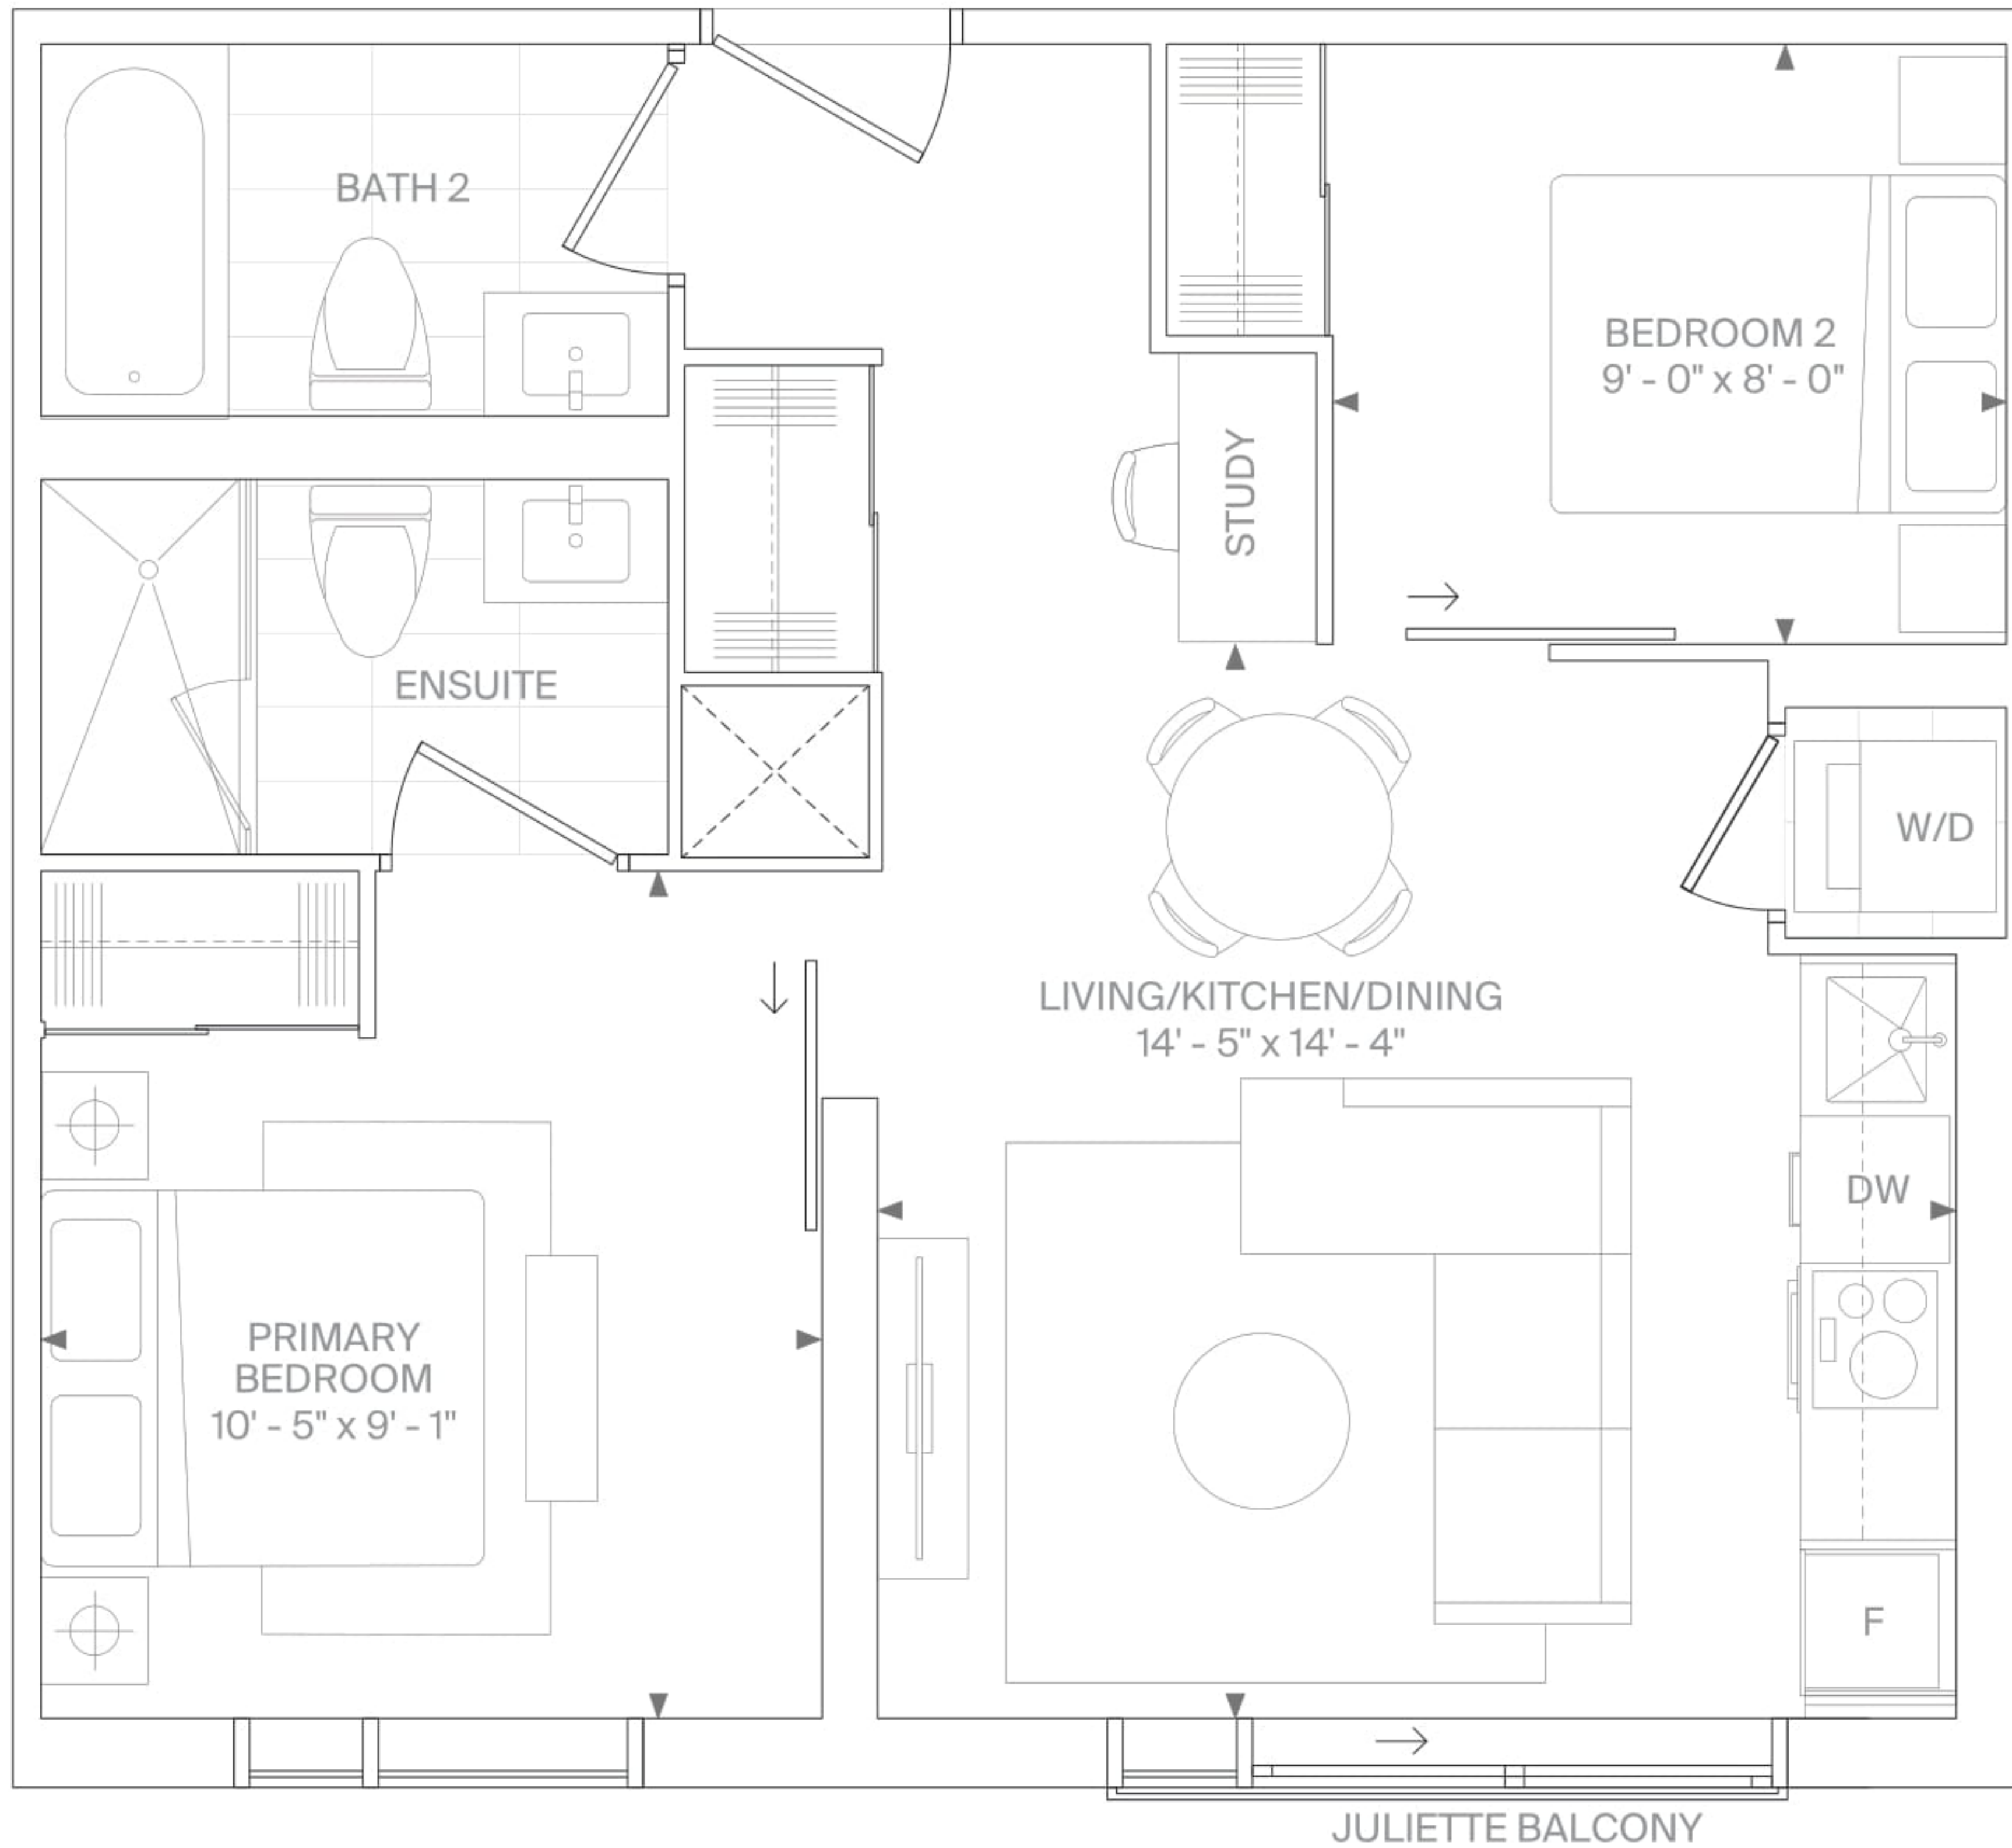 BATH 2
BEDROOM 2
9' - 0" x 8' - 0"
STUDY
ENSUITE
W/D
LIVING/KITCHEN/DINING
14' - 5" x 14' - 4"
DW
PRIMARY
BEDROOM
10' - 5" x 9' - 1"
F
JULIETTE BALCONY